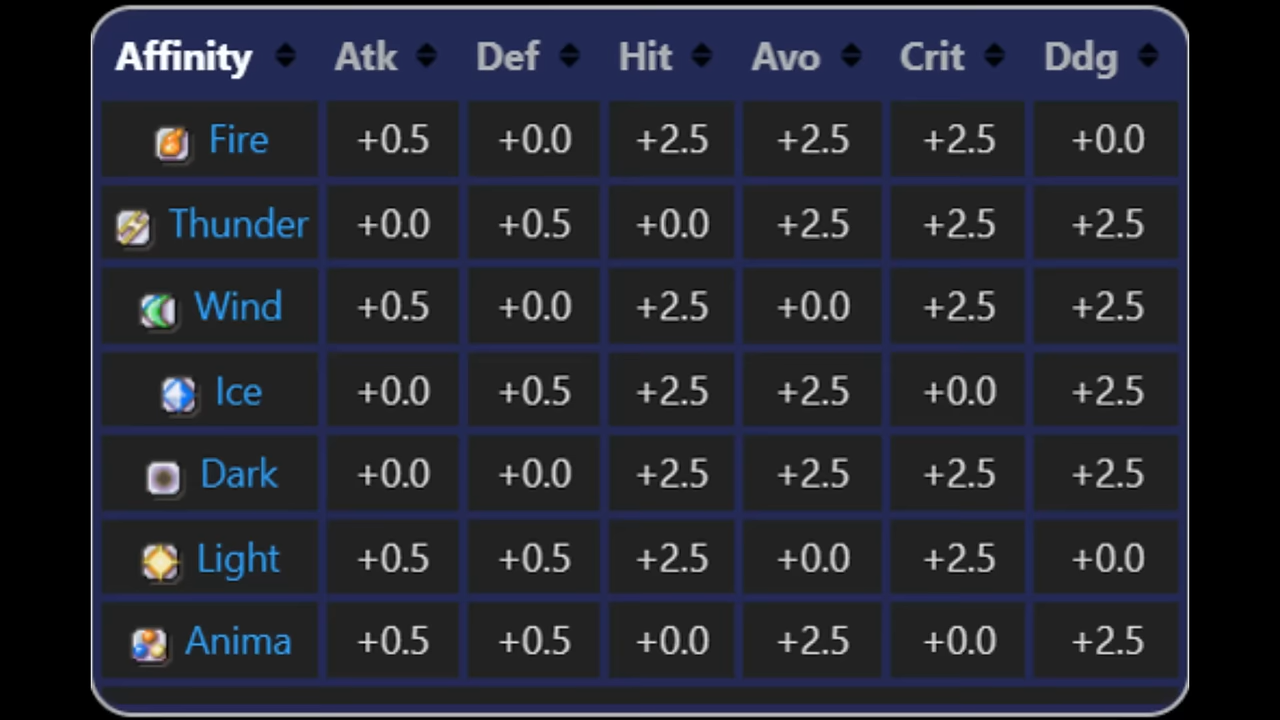 Affinity Atk Def Hit Avo Crit Ddg
Fire +0.5 +0.0 +2.5 +2.5 +2.5 +0.0
Thunder +0.0 +0.5 +0.0 +2.5 +2.5 +2.5
Wind +0.5 +0.0 +2.5 +0.0 +2.5 +2.5
Ice +0.0 +0.5 +2.5 +2.5 +0.0 +2.5
Dark +0.0 +0.0 +2.5 +2.5 +2.5 +2.5
Light +0.5 +0.5 +2.5 +0.0 +2.5 +0.0
Anima +0.5 +0.5 +0.0 +2.5 +0.0 +2.5